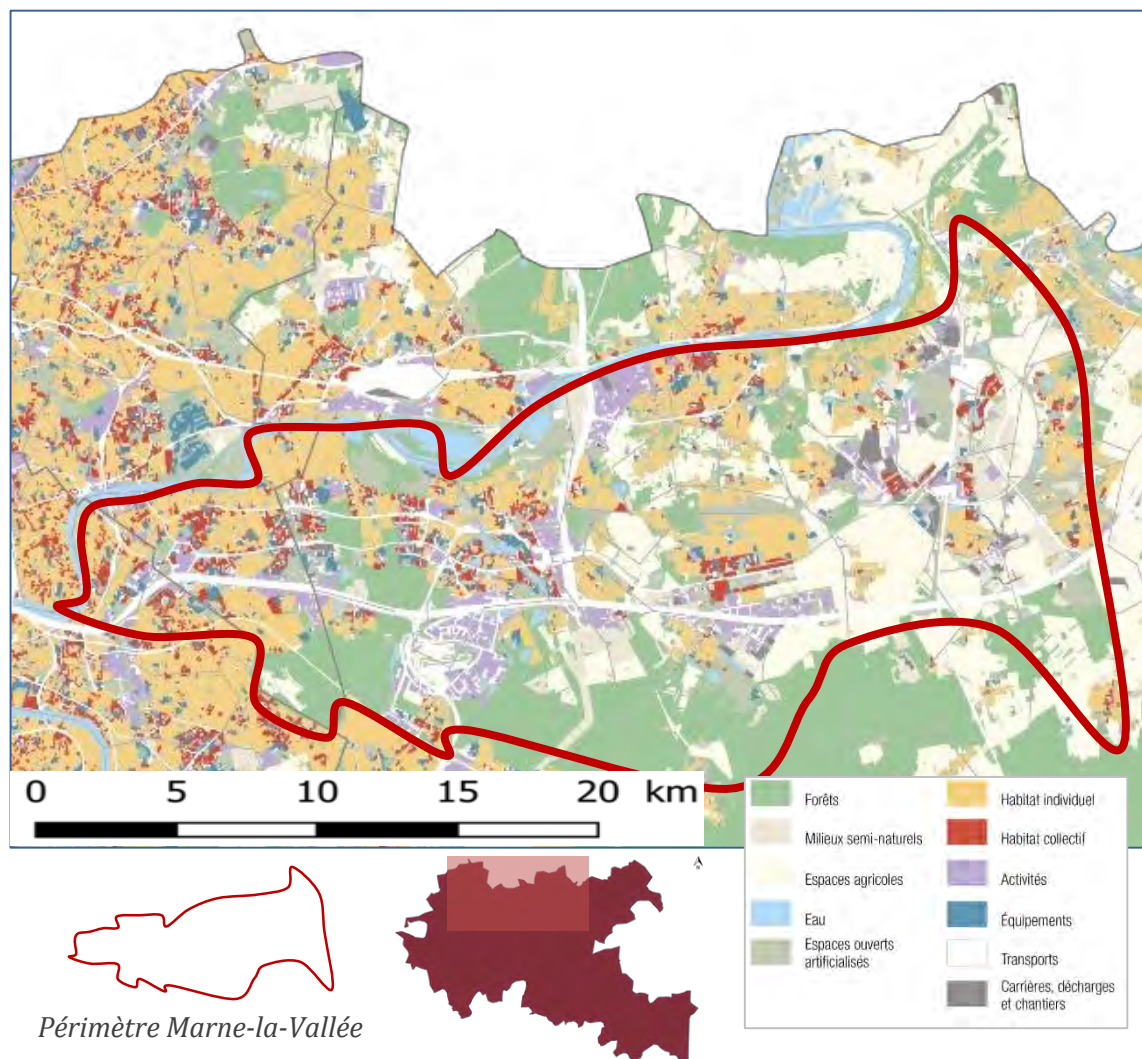 0 5 10 15 20 km
Forêts
Milieux semi-naturels
Espaces agricoles
Eau
Espaces ouverts
artificialisés
Habitat individuel
Habitat collectif
Activités
Équipements
Transports
Carrières, décharges
et chantiers
Périmètre Marne-la-Vallée